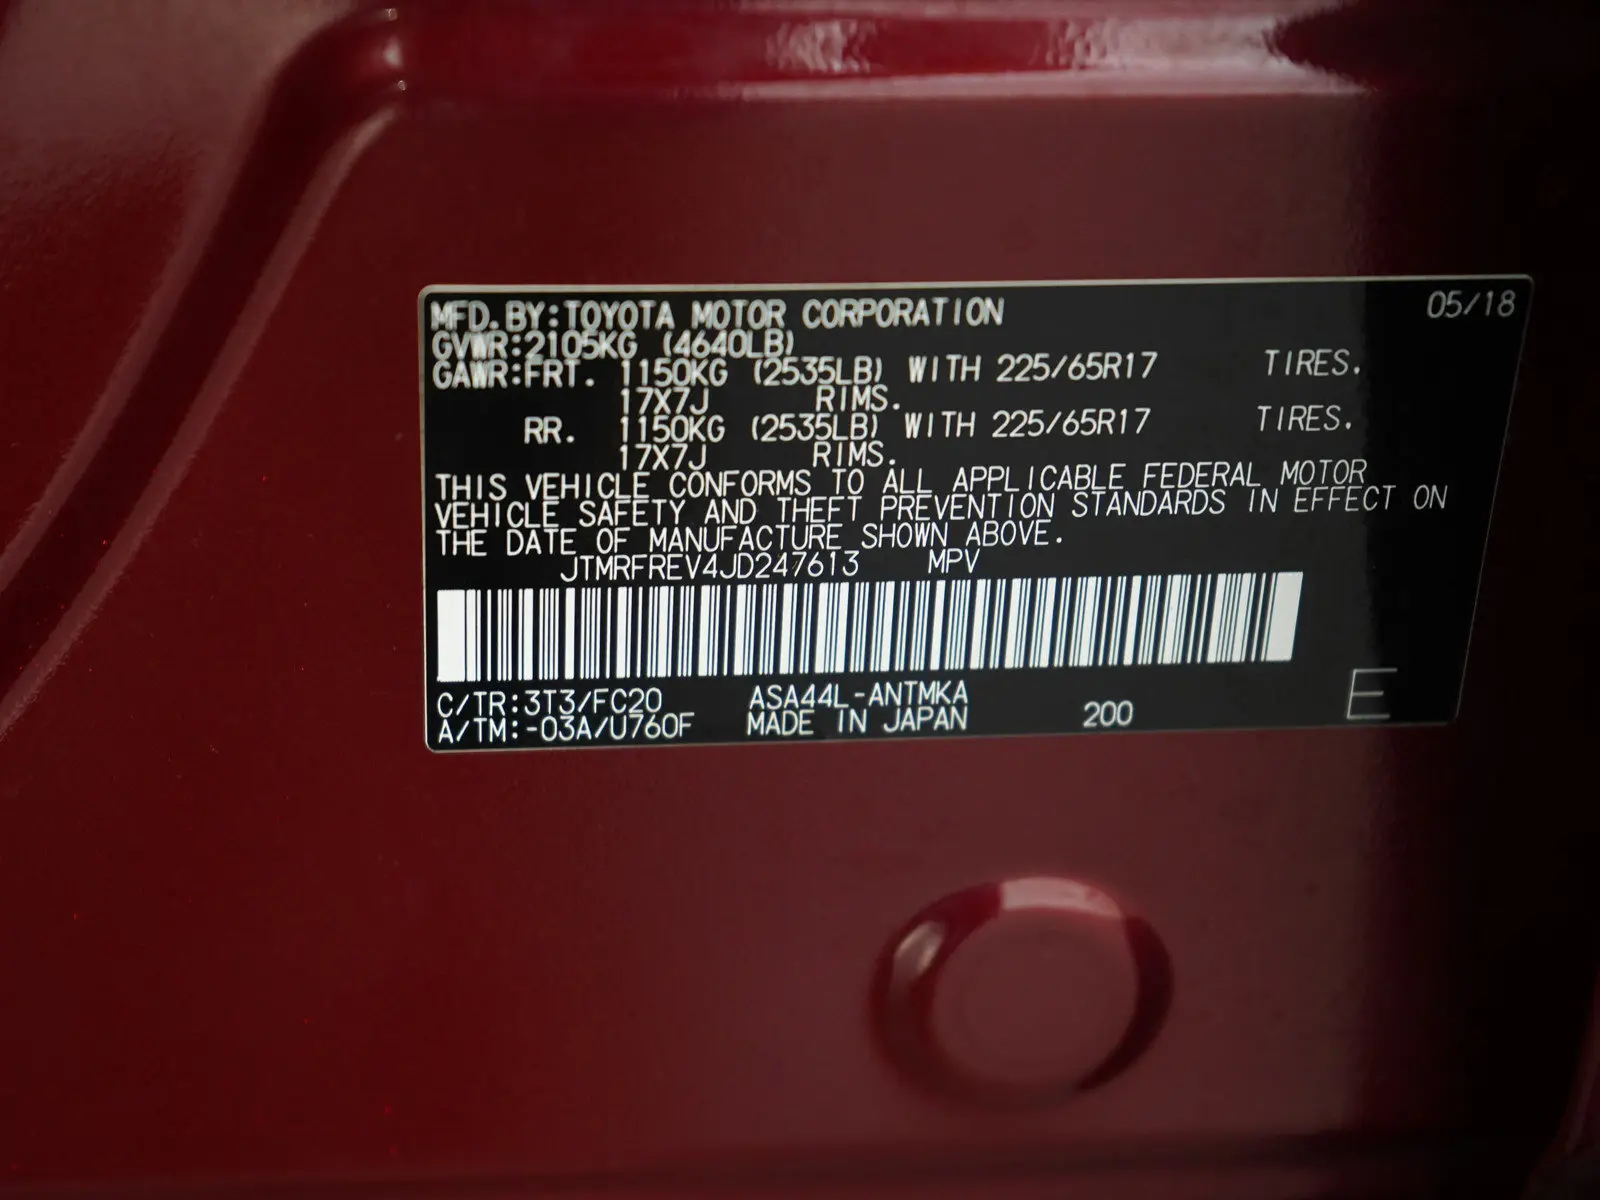 MFD. BY: TOYOTA MOTOR CORPORATION 05/18
GVWR: 2105KG (4640LB)
GAWR: FRT. 1150KG (2535LB) WITH 225/65R17 TIRES.
17X7J RIMS.
RR. 1150KG (2535LB) WITH 225/65R17 TIRES.
17X7J RIMS.
THIS VEHICLE CONFORMS TO ALL APPLICABLE FEDERAL MOTOR
VEHICLE SAFETY AND THEFT PREVENTION STANDARDS IN EFFECT ON
THE DATE OF MANUFACTURE SHOWN ABOVE.
JTMRFREV4JD247613 MPV
C/TR:3T3/FC20 ASA44L-ANTMKA
A/TM:-03A/U760F MADE IN JAPAN 200 E